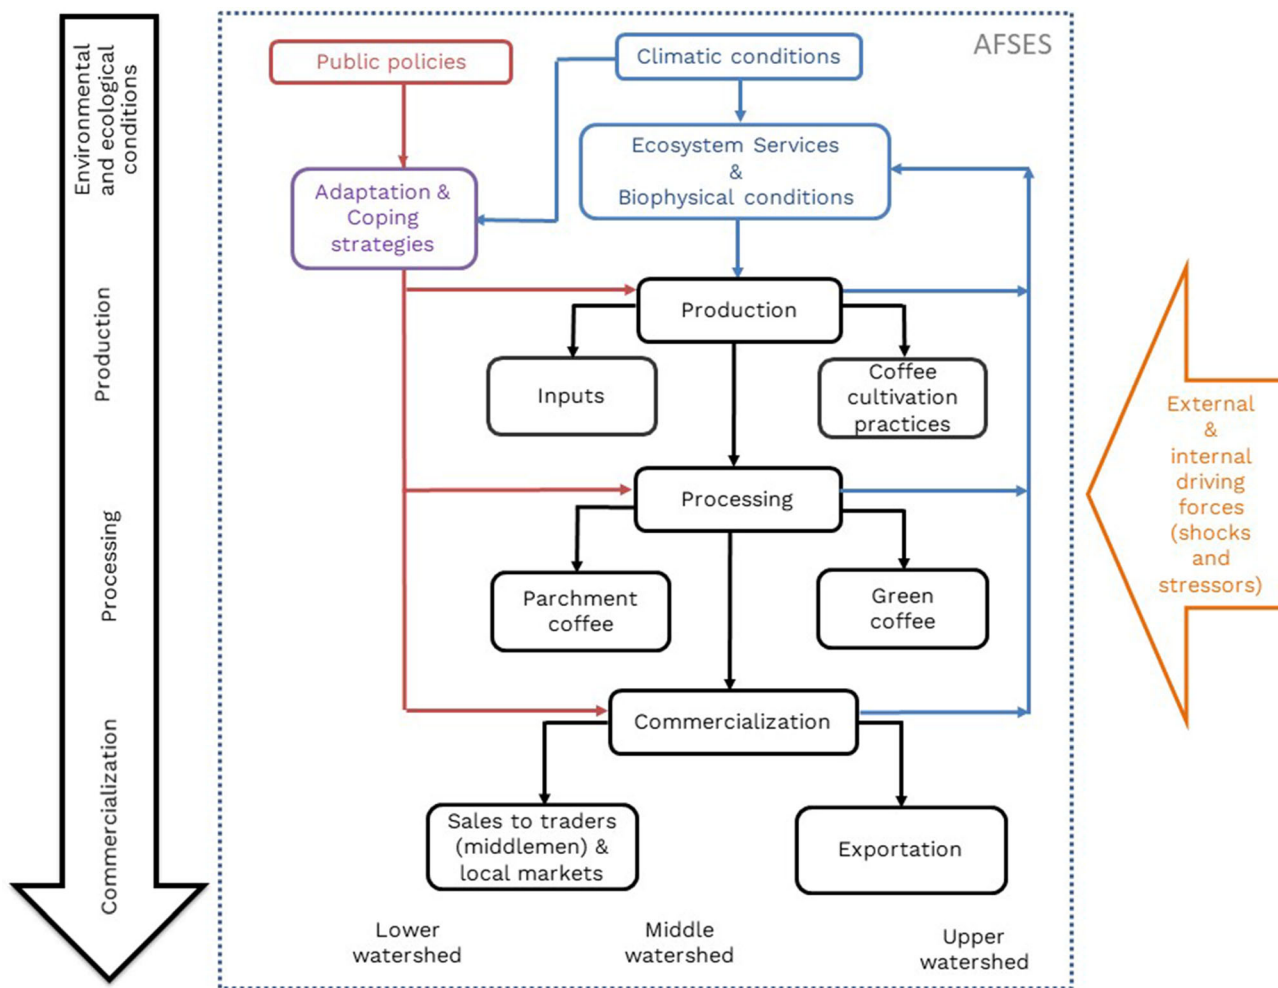 Environmental
and ecological
conditions
Production
Processing
Commercialization
AFSES
Public policies
Climatic conditions
Ecosystem Services
&
Biophysical conditions
Adaptation &
Coping
strategies
Production
Inputs
Coffee
cultivation
practices
Processing
Parchment
coffee
Green
coffee
Commercialization
Sales to traders
(middlemen) &
local markets
Exportation
Lower
watershed
Middle
watershed
Upper
watershed
External
&
internal
driving
forces
(shocks
and
stressors)